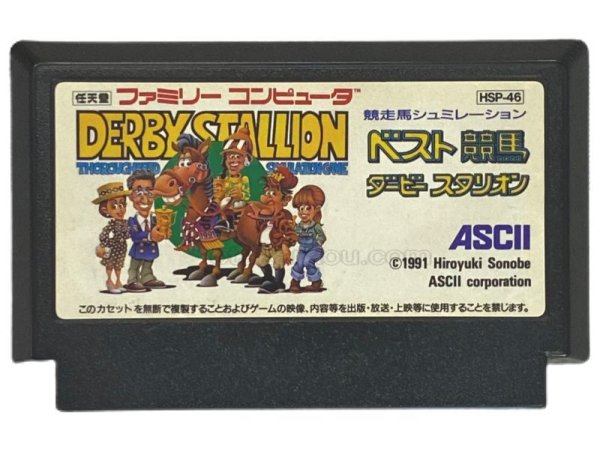 任天堂 ファミリー コンピュータ™ HSP-46
DERBY STALLION
THOROUGHBRED SIMULATION GAME
競走馬シュミレーション
ベスト競馬
ダービー スタリオン
ASCII
©1991 Hiroyuki Sonobe
ASCII corporation
このカセットを無断で複製することおよびゲームの映像、内容等を出版・放送・上映等に使用することを禁じます。